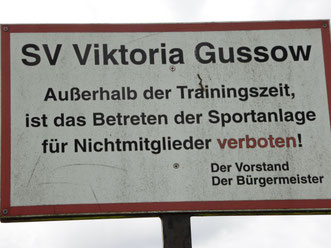 SV Viktoria Gussow
Außerhalb der Trainingszeit,
ist das Betreten der Sportanlage
für Nichtmitglieder verboten!
Der Vorstand
Der Bürgermeister